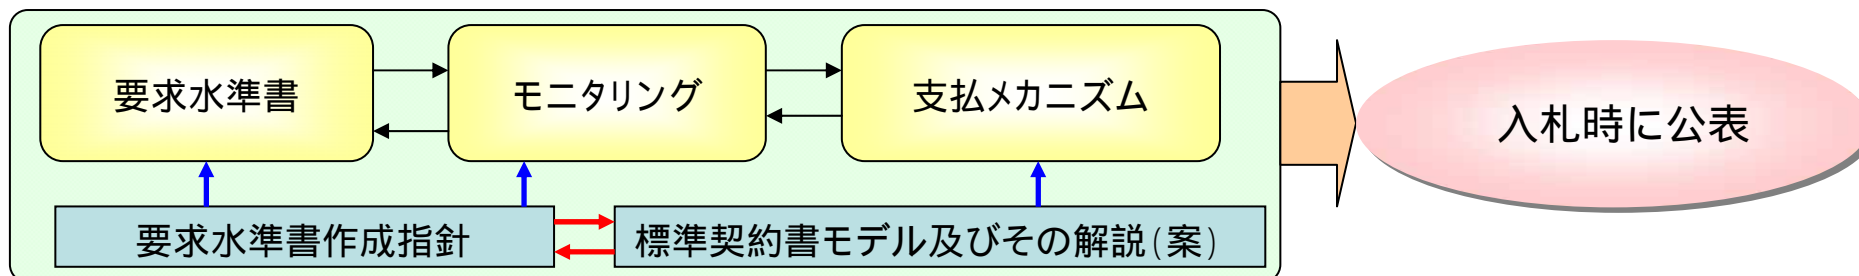 要求水準書
モニタリング
支払メカニズム
入札時に公表
要求水準書作成指針
標準契約書モデル及びその解説(案)